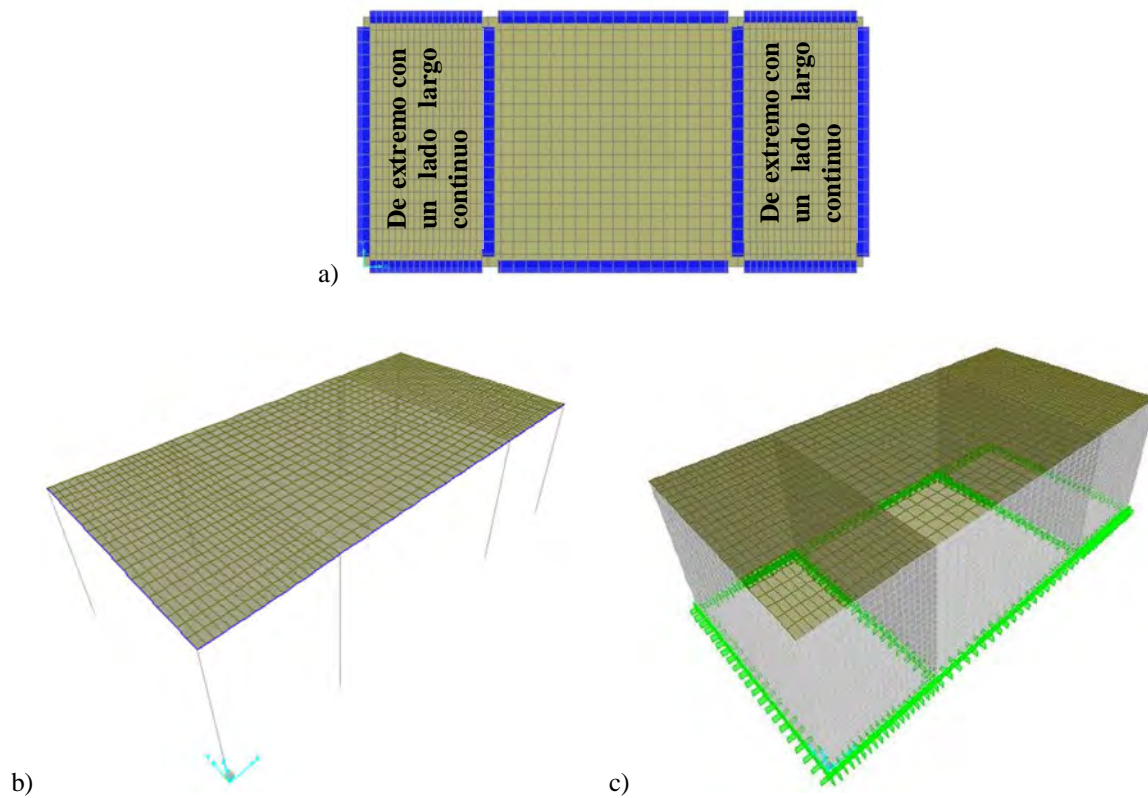 De extremo con
un lado largo
continuo
De extremo con
un lado largo
continuo
a)
b)
c)